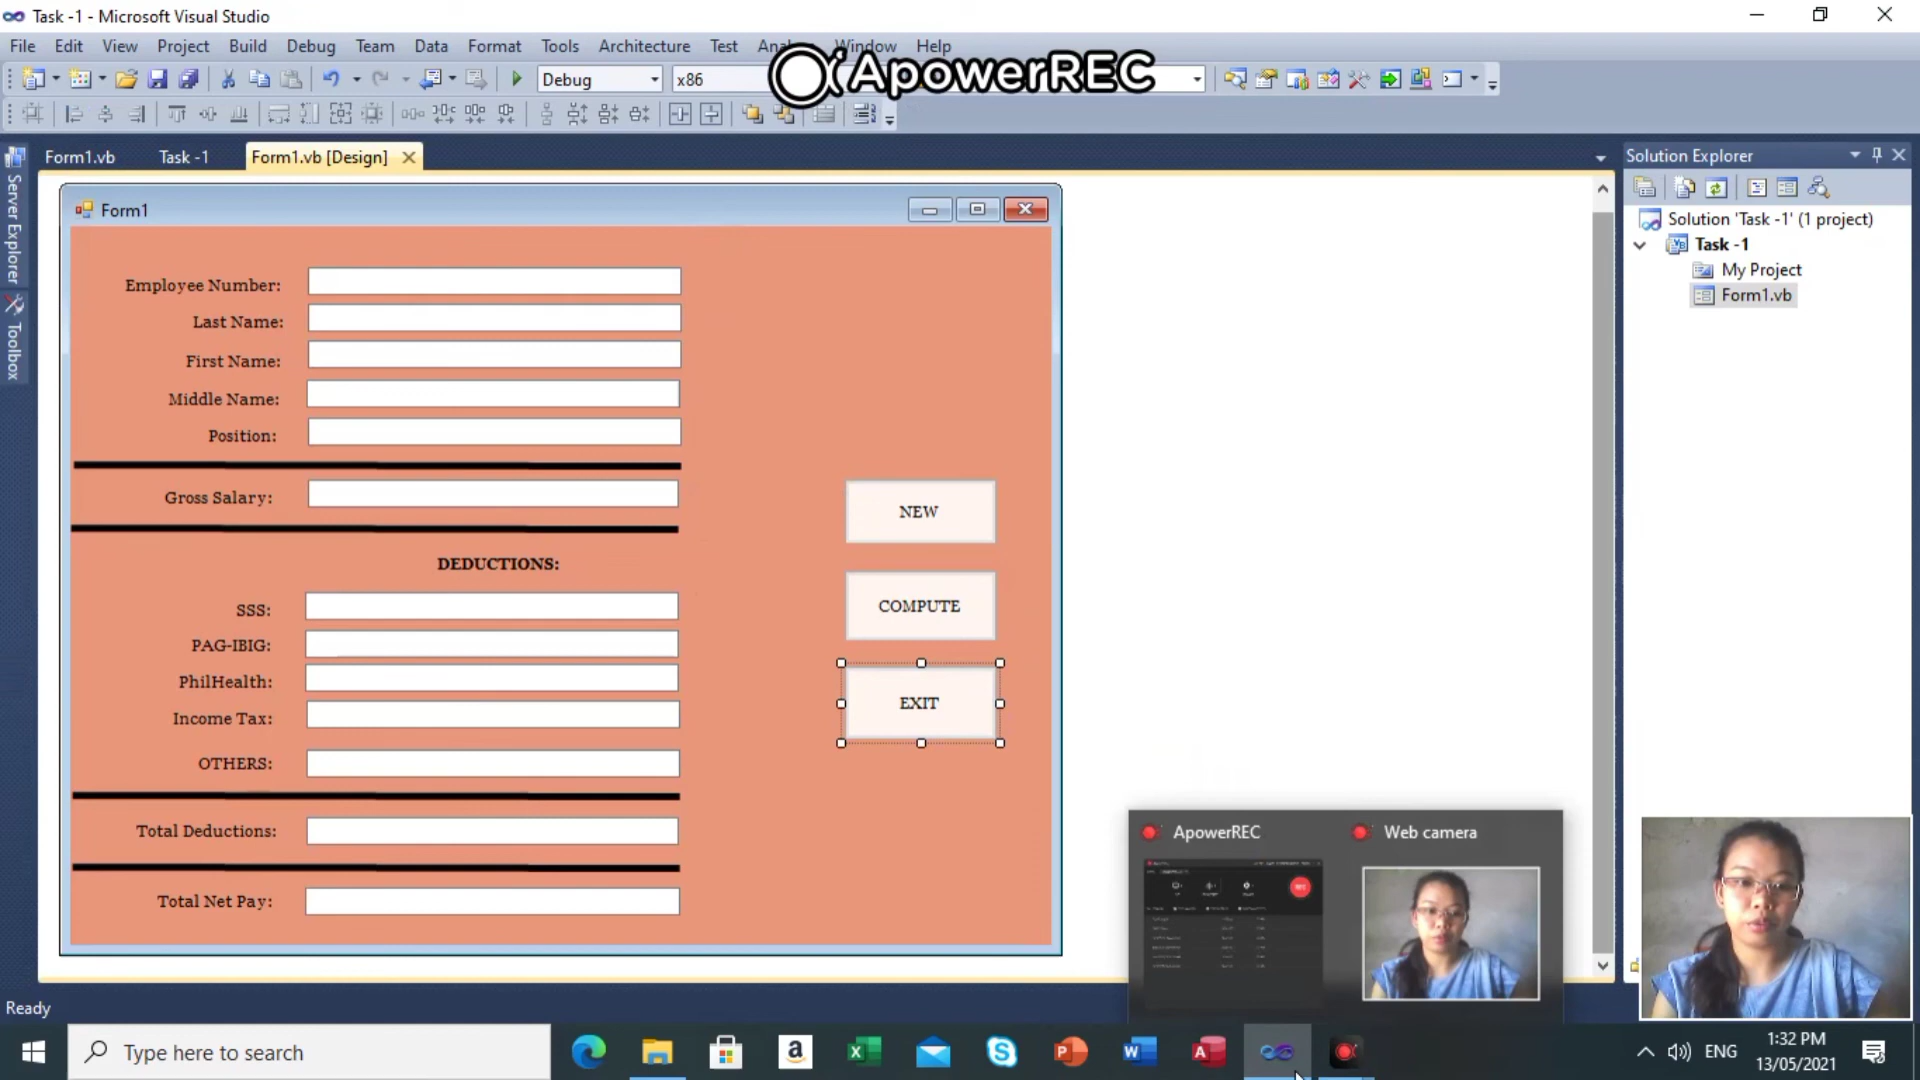 Task -1 - Microsoft Visual Studio
File Edit View Project Build Debug Team Data Format Tools Architecture Test Window Help
ApowerREC
Debug x86
Form1.vb Task -1 Form1.vb [Design]
Solution Explorer
Server Explorer
Toolbox
Solution 'Task -1' (1 project)
Task -1
My Project
Form1.vb
Form1
Employee Number:
Last Name:
First Name:
Middle Name:
Position:
Gross Salary:
NEW
DEDUCTIONS:
COMPUTE
SSS:
PAG-IBIG:
PhilHealth:
EXIT
Income Tax:
OTHERS:
Total Deductions:
Total Net Pay:
ApowerREC Web camera
Ready
Type here to search
ENG
1:32 PM
13/05/2021